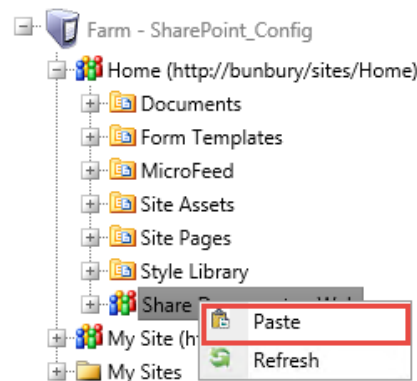 Farm - SharePoint_Config
Home (http://bunbury/sites/Home)
Documents
Form Templates
MicroFeed
Site Assets
Site Pages
Style Library
Share
Paste
My Site (h
Refresh
My Sites